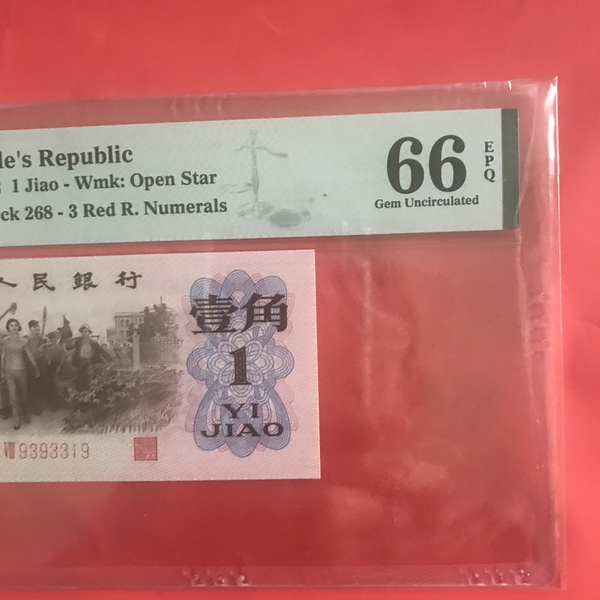 le's Republic
1 Jiao - Wmk: Open Star
ck 268 - 3 Red R. Numerals
66
EPQ
Gem Uncirculated
人民銀行
壹角
1
YI
JIAO
VIII 9393319